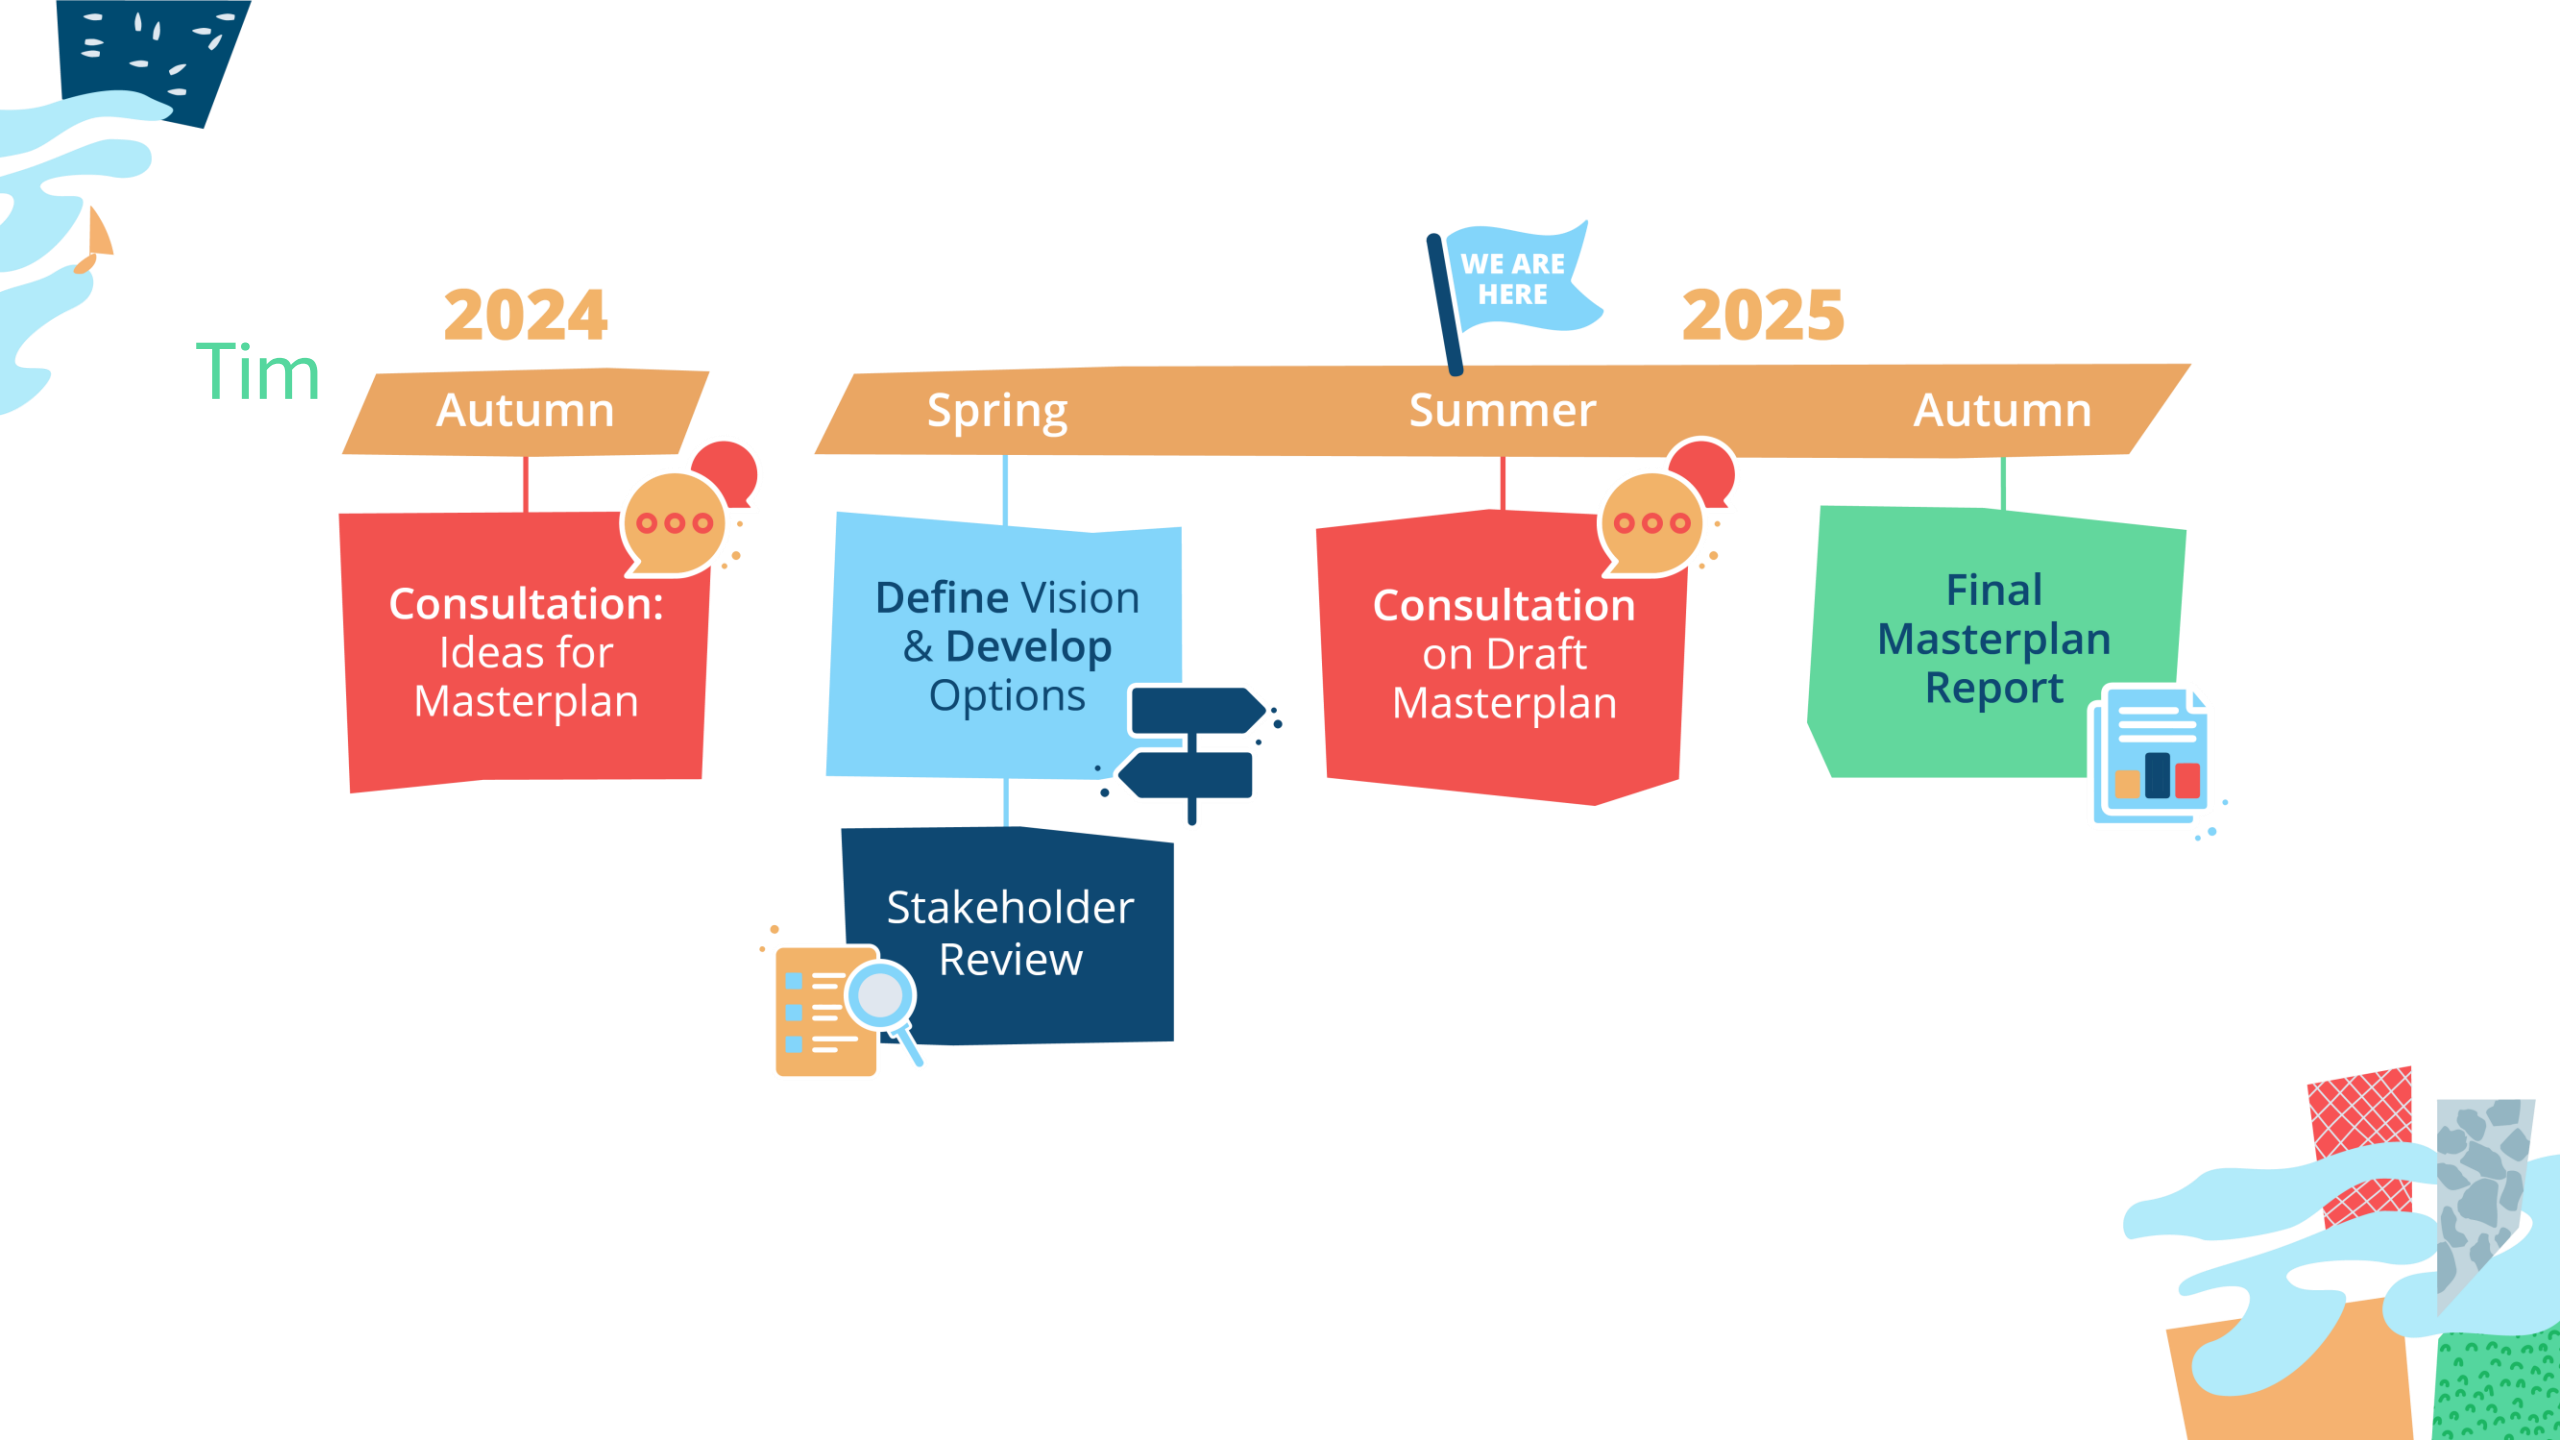 WE ARE
HERE
2024
2025
Tim
Autumn
Spring
Summer
Autumn
Consultation:
Ideas for
Masterplan
Define Vision
& Develop
Options
Consultation
on Draft
Masterplan
Final
Masterplan
Report
Stakeholder
Review